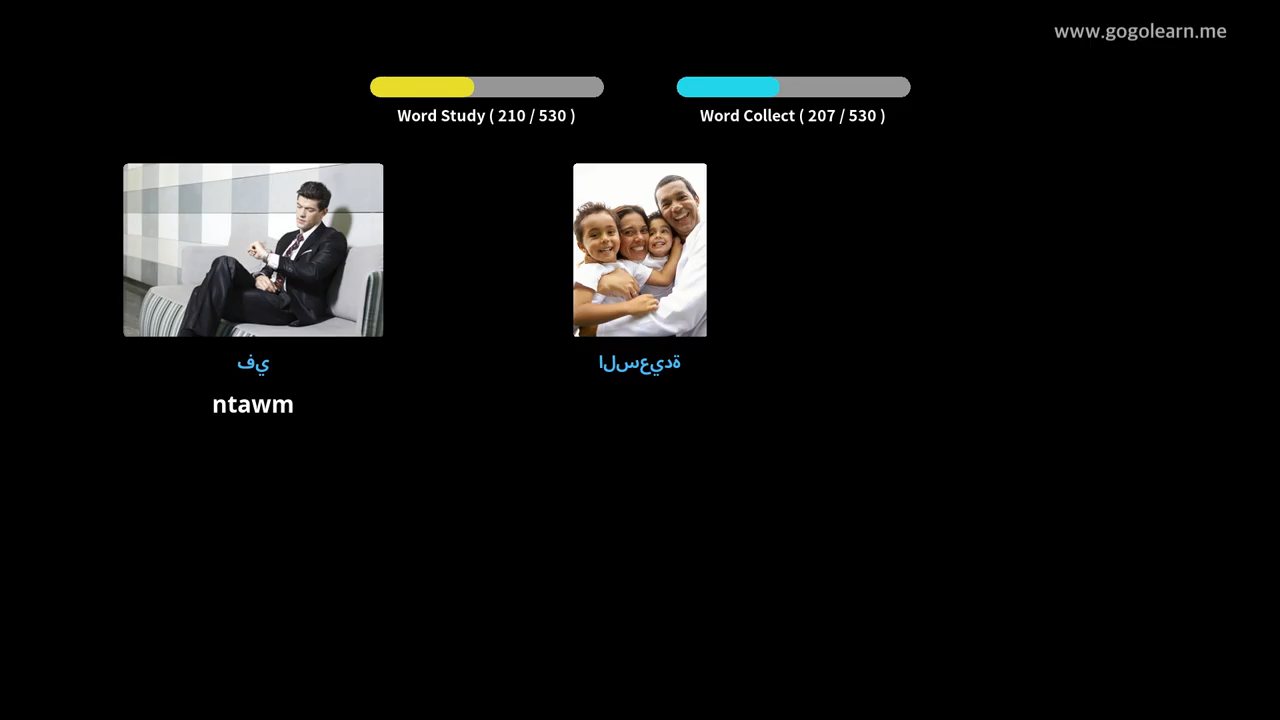 www.gogolearn.me
Word Study ( 210 / 530 )
Word Collect ( 207 / 530 )
في
السعيدة
ntawm